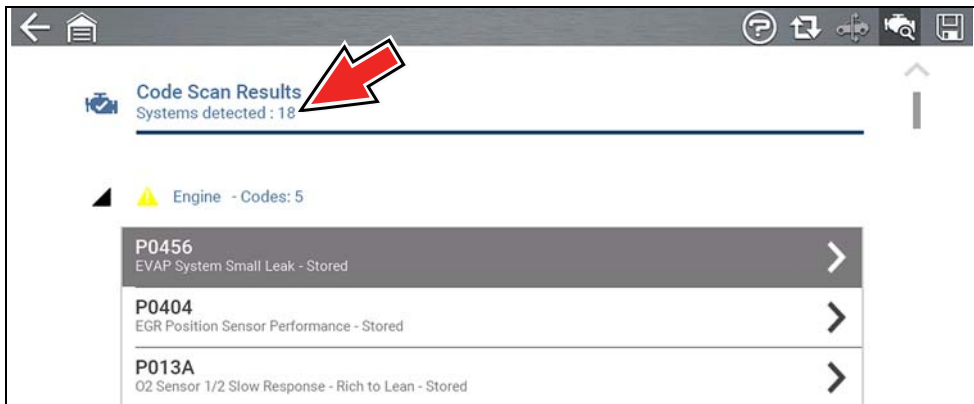 Code Scan Results
Systems detected : 18
Engine - Codes: 5
P0456
EVAP System Small Leak - Stored
P0404
EGR Position Sensor Performance - Stored
P013A
O2 Sensor 1/2 Slow Response - Rich to Lean - Stored